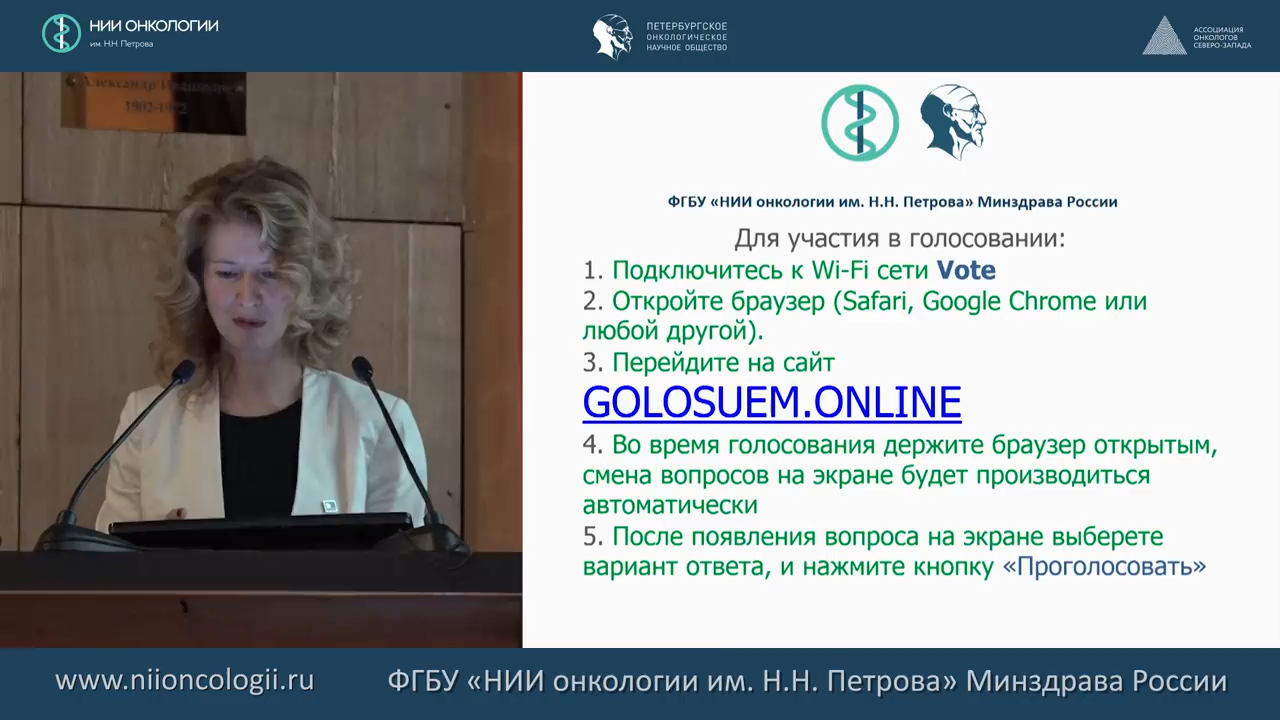 НИИ ОНКОЛОГИИ
им. Н.Н. Петрова
ПЕТЕРБУРГСКОЕ
ОНКОЛОГИЧЕСКОЕ
НАУЧНОЕ ОБЩЕСТВО
АССОЦИАЦИЯ
ОНКОЛОГОВ
СЕВЕРО-ЗАПАДА
Александр
1902-19
ФГБУ «НИИ онкологии им. Н.Н. Петрова» Минздрава России
Для участия в голосовании:
1. Подключитесь к Wi-Fi сети Vote
2. Откройте браузер (Safari, Google Chrome или
любой другой).
3. Перейдите на сайт
GOLOSUEM.ONLINE
4. Во время голосования держите браузер открытым,
смена вопросов на экране будет производиться
автоматически
5. После появления вопроса на экране выберете
вариант ответа, и нажмите кнопку «Проголосовать»
www.niioncologii.ru
ФГБУ «НИИ онкологии им. Н.Н. Петрова» Минздрава России